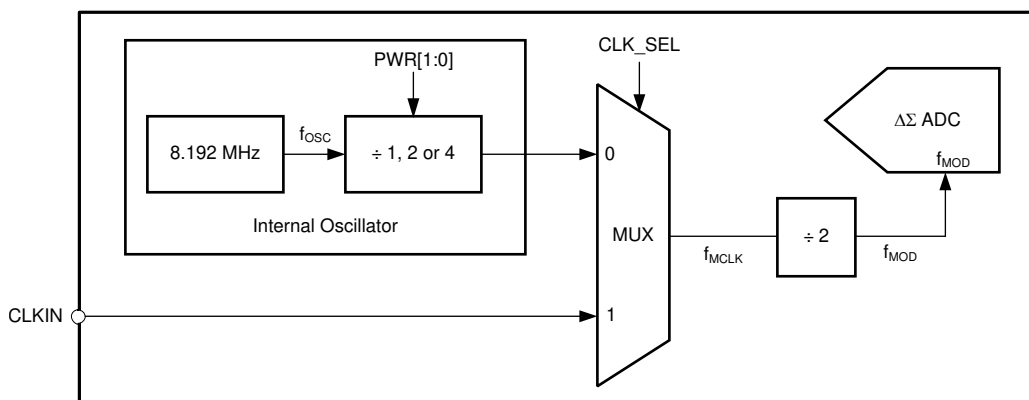 CLK_SEL
PWR[1:0]
8.192 MHz
fOSC
÷ 1, 2 or 4
Internal Oscillator
0
MUX
1
fMCLK
÷ 2
fMOD
ΔΣ ADC
fMOD
CLKIN